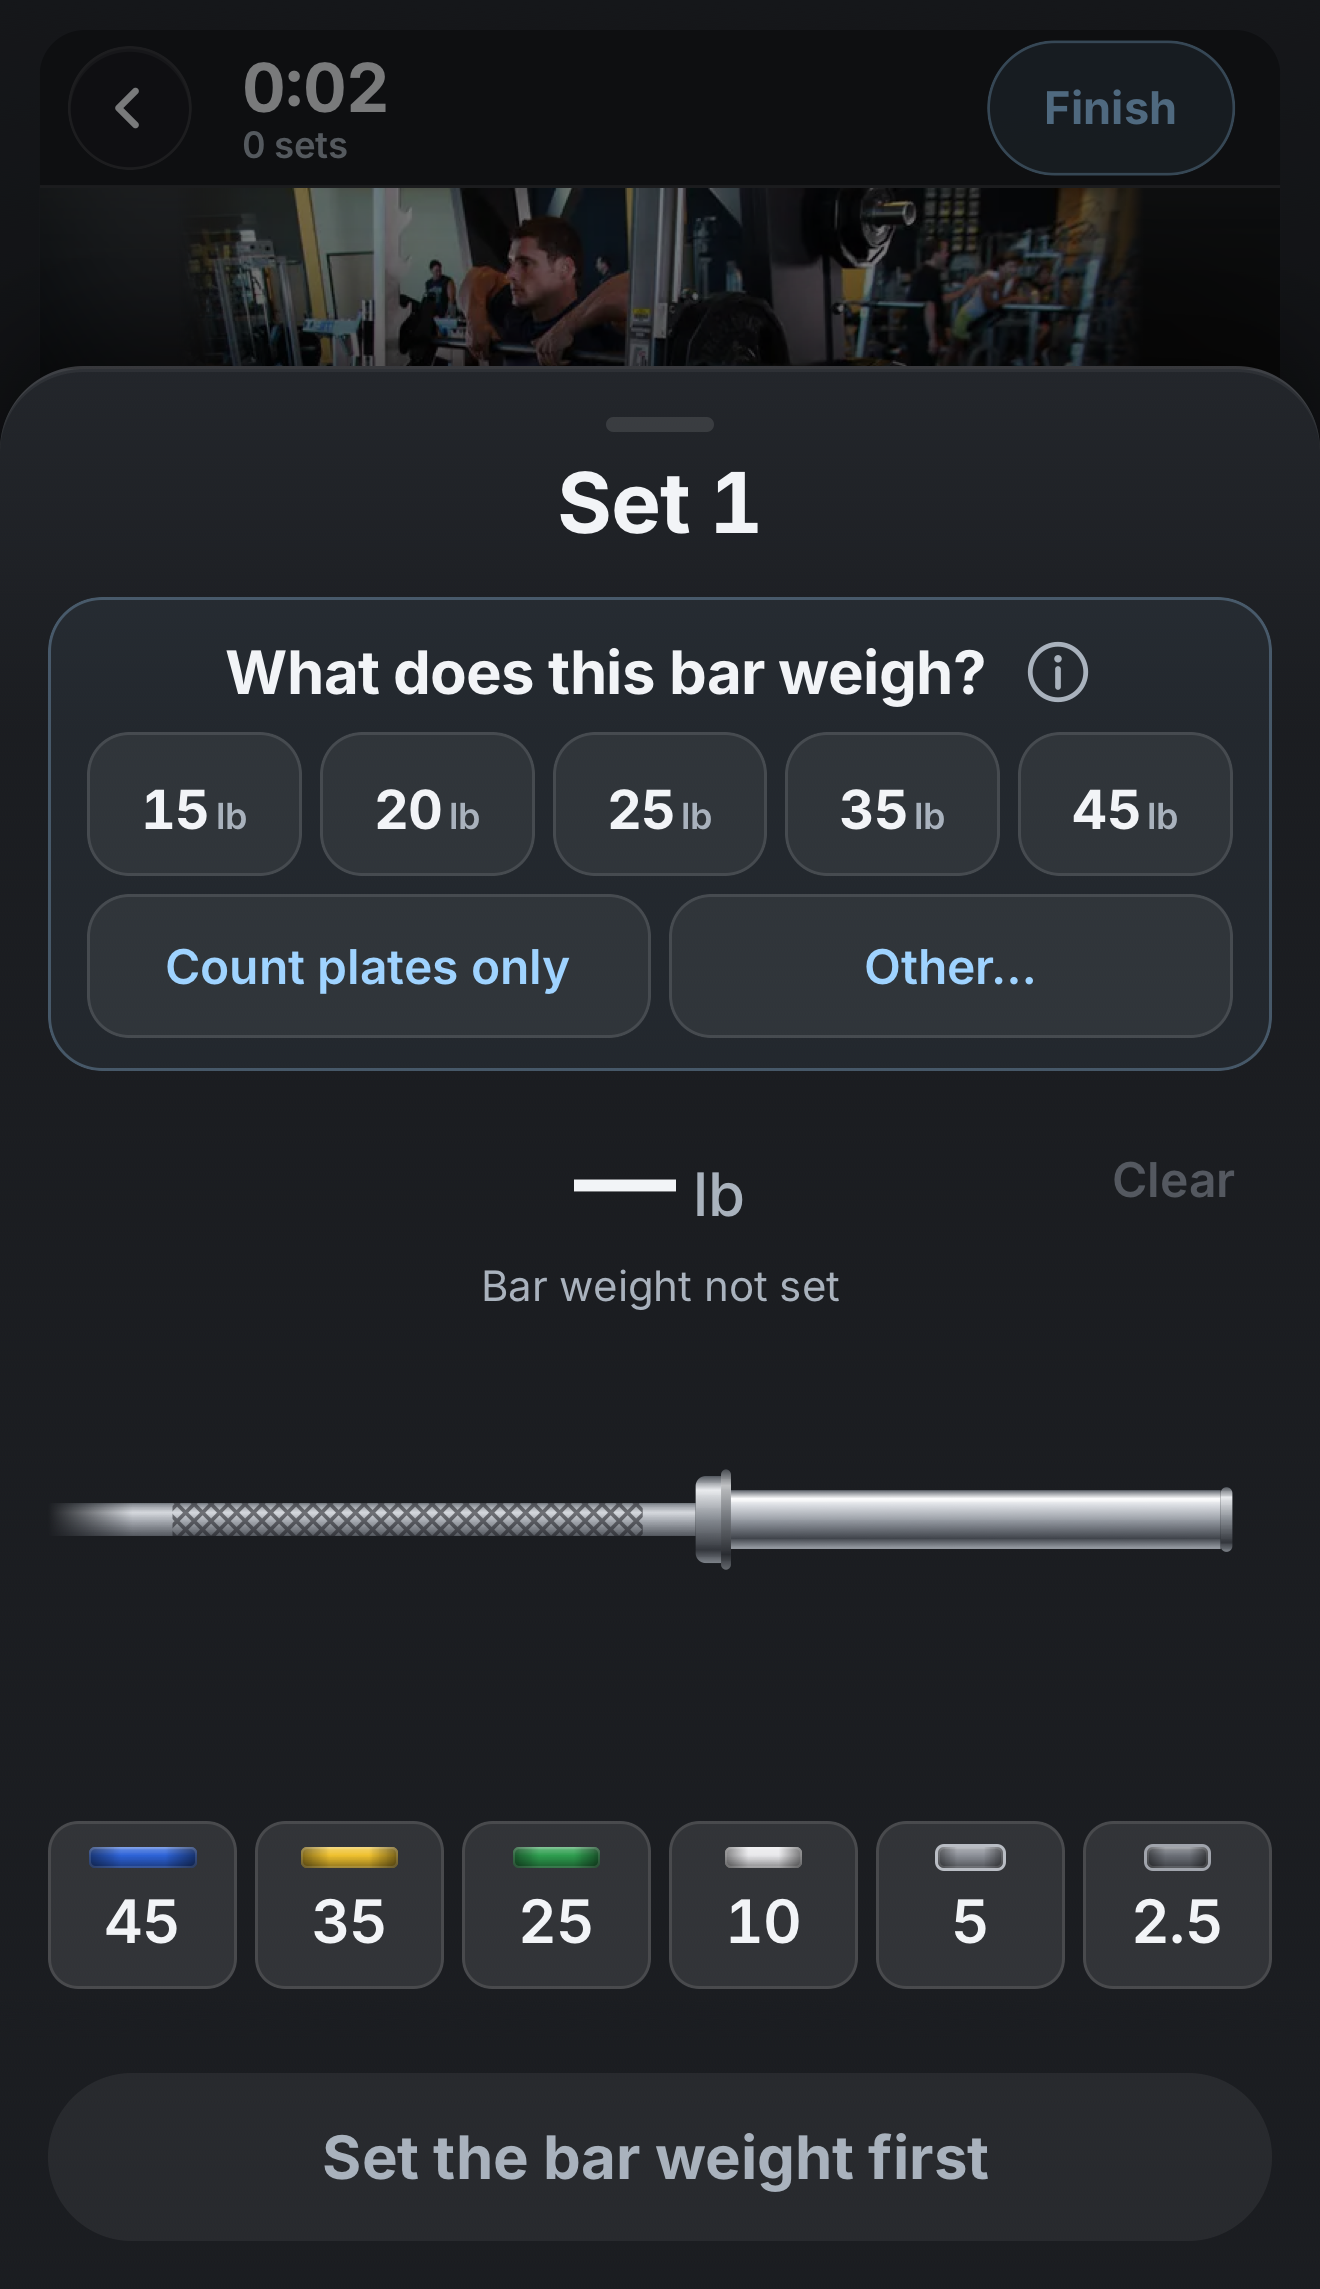 0:02
0 sets
Finish
Set 1
What does this bar weigh?
15 lb 20 lb 25 lb 35 lb 45 lb
Count plates only Other...
— lb Clear
Bar weight not set
45 35 25 10 5 2.5
Set the bar weight first